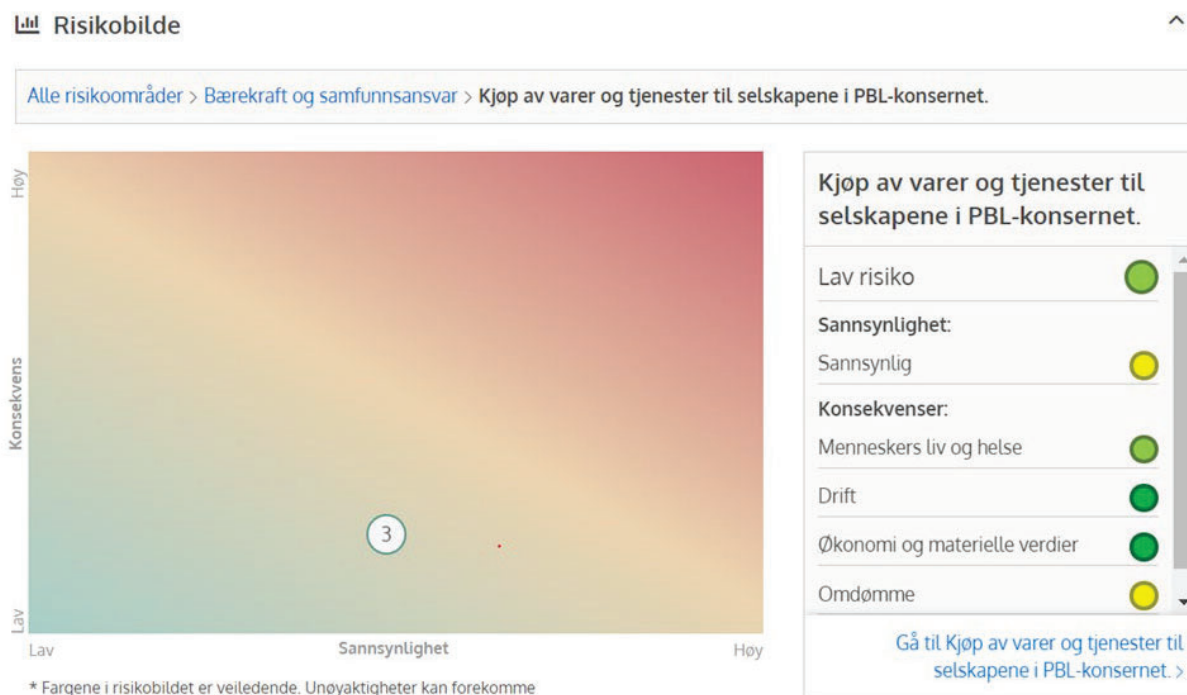 Risikobilde
Alle risikoområder > Bærekraft og samfunnsansvar > Kjøp av varer og tjenester til selskapene i PBL-konsernet.
Høy
Konsekvens
Lav
3
Lav
Sannsynlighet
Høy
* Fargene i risikobildet er veiledende. Unøyaktigheter kan forekomme
Kjøp av varer og tjenester til
selskapene i PBL-konsernet.
Lav risiko
Sannsynlighet:
Sannsynlig
Konsekvenser:
Menneskers liv og helse
Drift
Økonomi og materielle verdier
Omdømme
Gå til Kjøp av varer og tjenester til
selskapene i PBL-konsernet. >